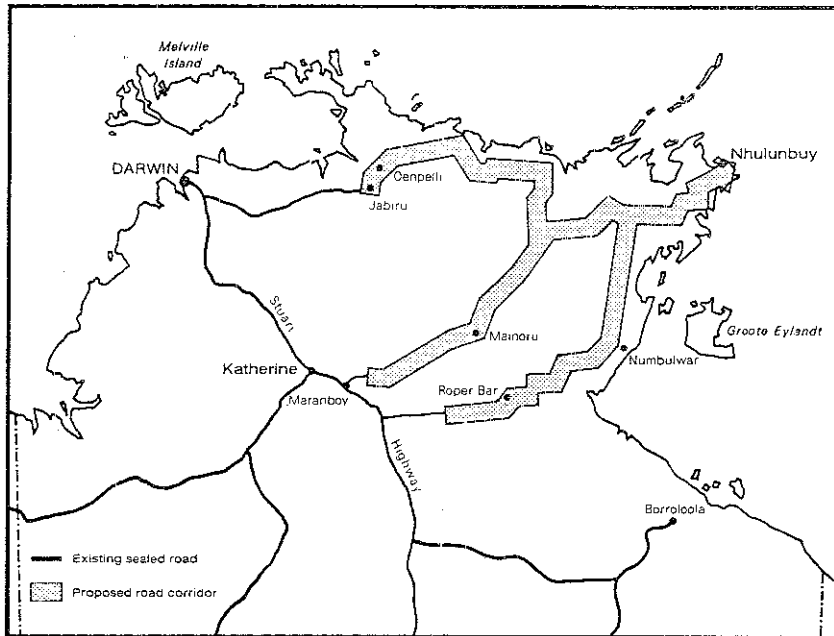 Melville
Island
DARWIN
Oenpelli
Jabiru
Nhulunbuy
Stuart
Mainoru
Groote Eylandt
Katherine
Maranboy
Roper Bar
Numbulwar
Highway
Borroloola
Existing sealed road
Proposed road corridor